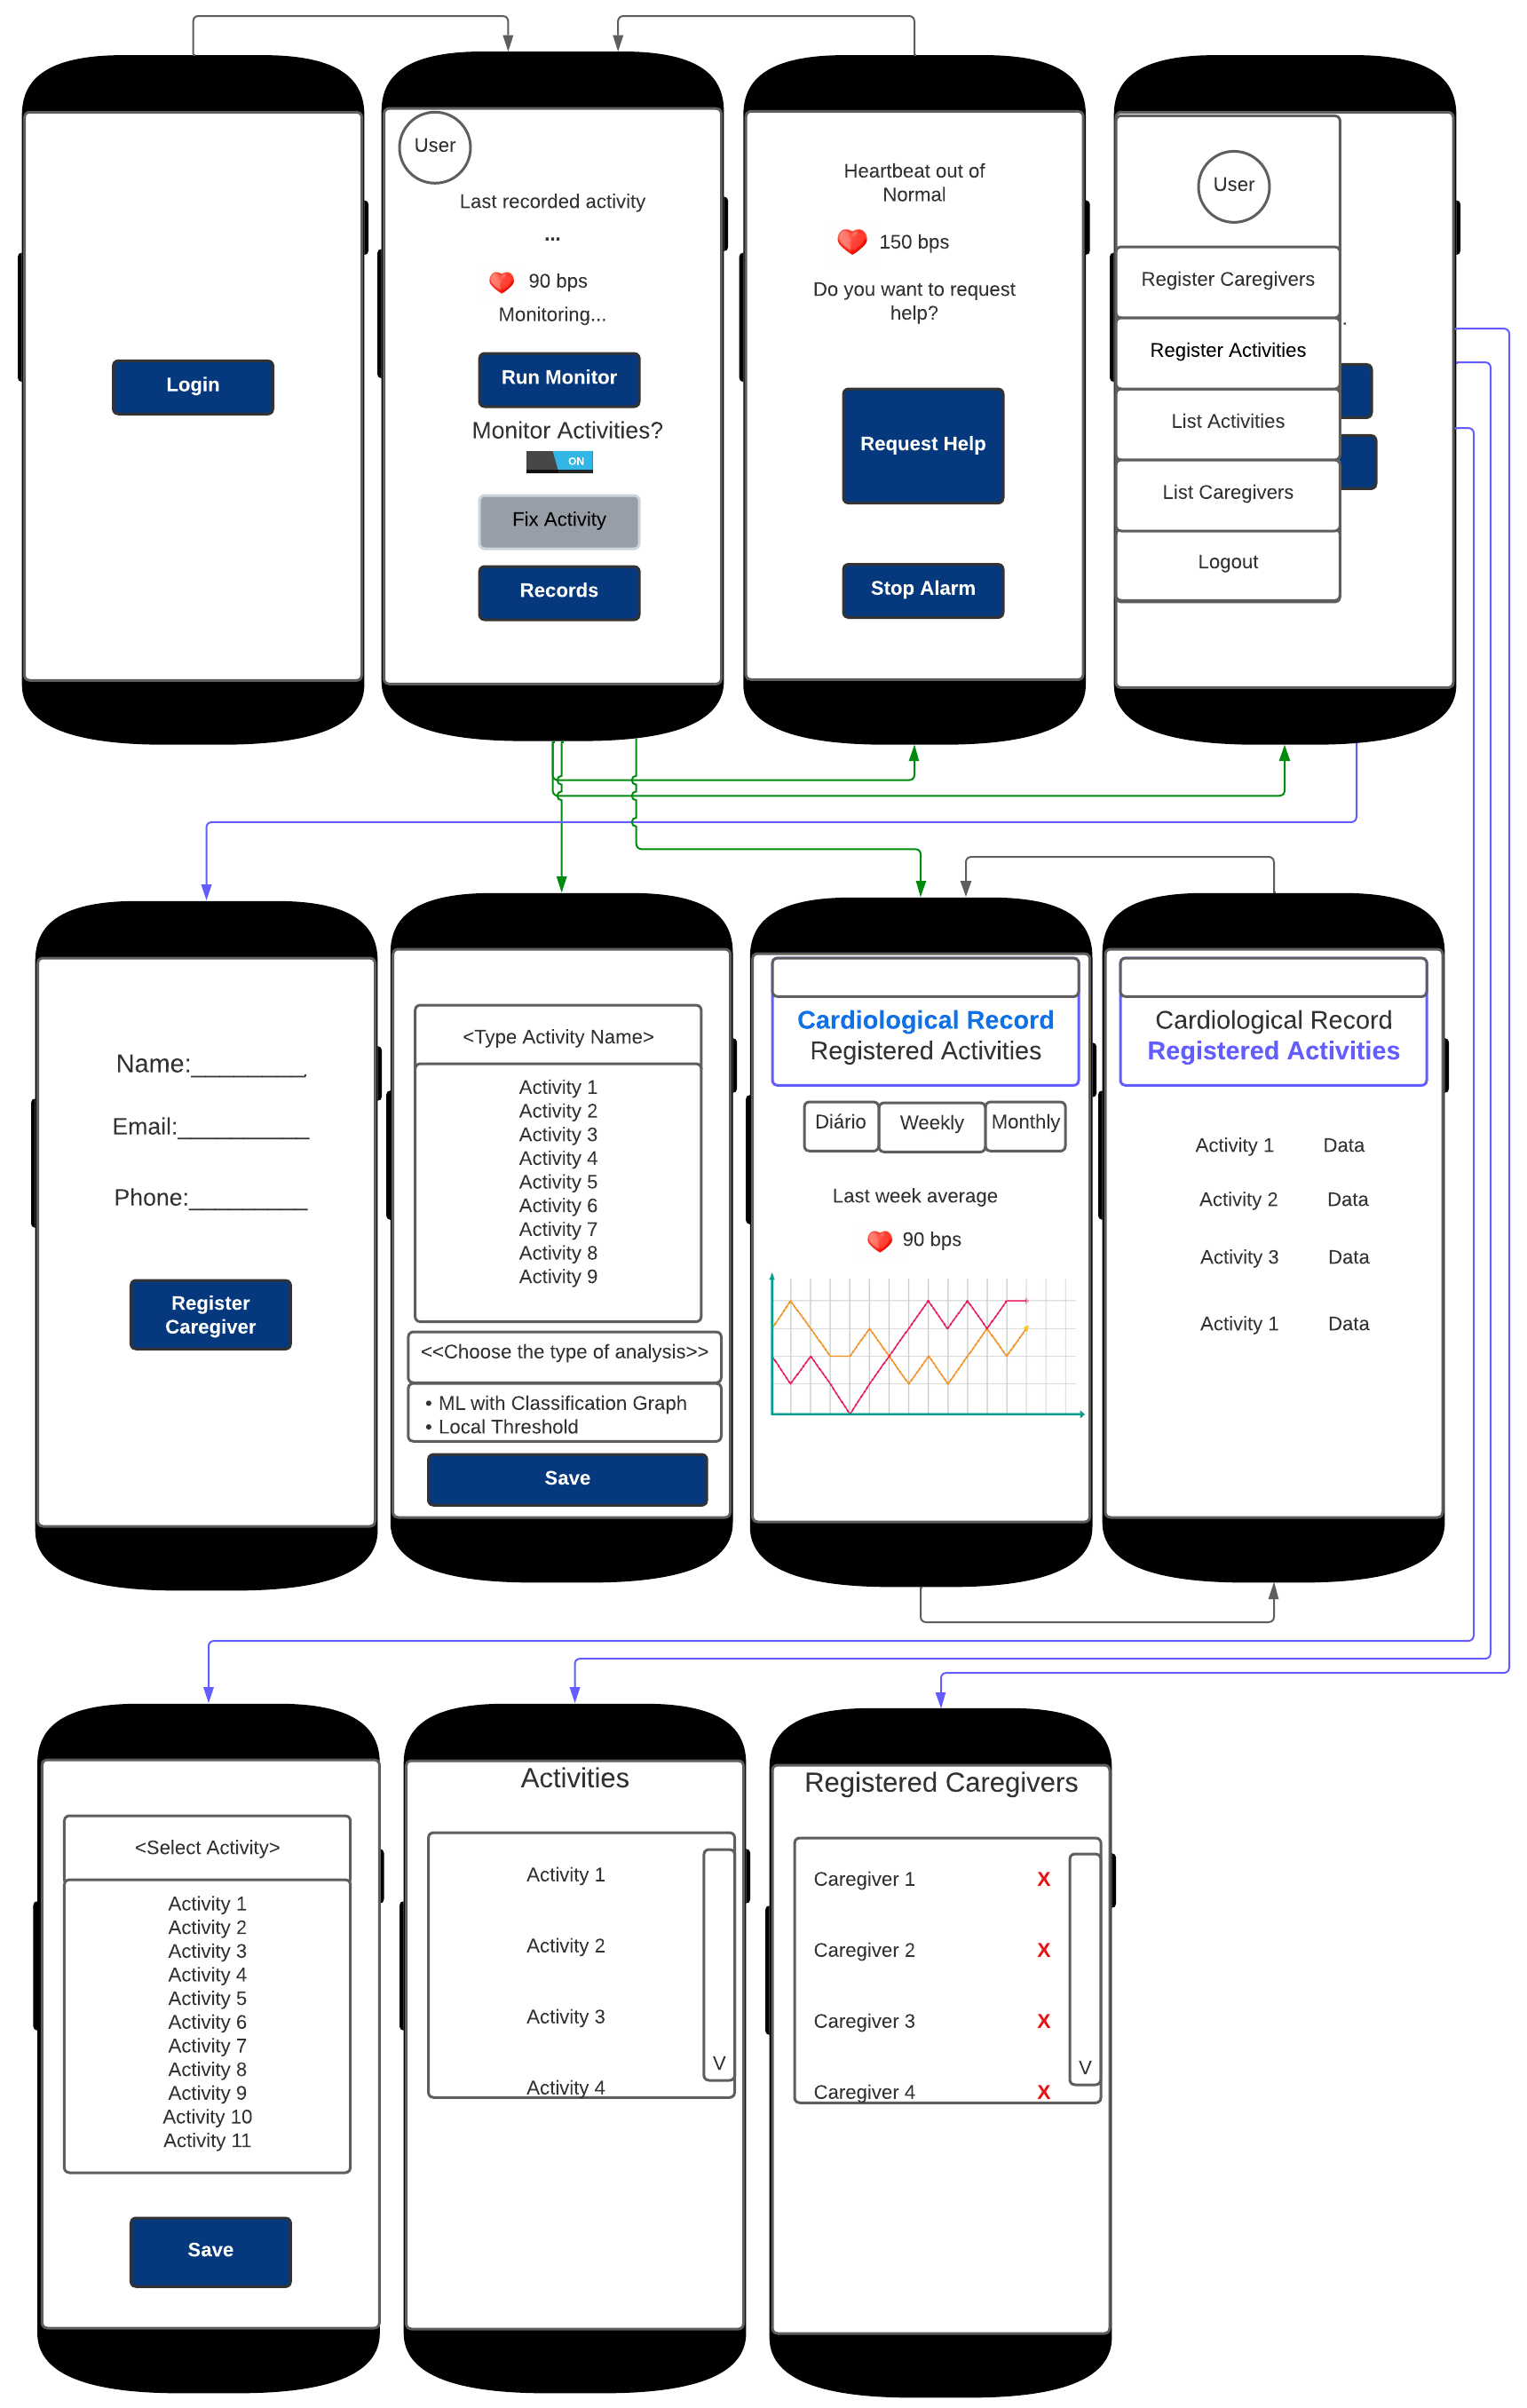 Login
User
Last recorded activity
...
90 bps
Monitoring...
Run Monitor
Monitor Activities?
ON
Fix Activity
Records
Heartbeat out of
Normal
150 bps
Do you want to request
help?
Request Help
Stop Alarm
User
Register Caregivers
.
Register Activities
List Activities
List Caregivers
Logout
Name:_________.
Email:__________
Phone:_________
Register
Caregiver
<Type Activity Name>
Activity 1
Activity 2
Activity 3
Activity 4
Activity 5
Activity 6
Activity 7
Activity 8
Activity 9
<<Choose the type of analysis>>
• ML with Classification Graph
• Local Threshold
Save
Cardiological Record
Registered Activities
Diário Weekly Monthly
Last week average
90 bps
Cardiological Record
Registered Activities
Activity 1 Data
Activity 2 Data
Activity 3 Data
Activity 1 Data
<Select Activity>
Activity 1
Activity 2
Activity 3
Activity 4
Activity 5
Activity 6
Activity 7
Activity 8
Activity 9
Activity 10
Activity 11
Save
Activities
Activity 1
Activity 2
Activity 3
V
Activity 4
Registered Caregivers
Caregiver 1 X
Caregiver 2 X
Caregiver 3 X
V
Caregiver 4 X